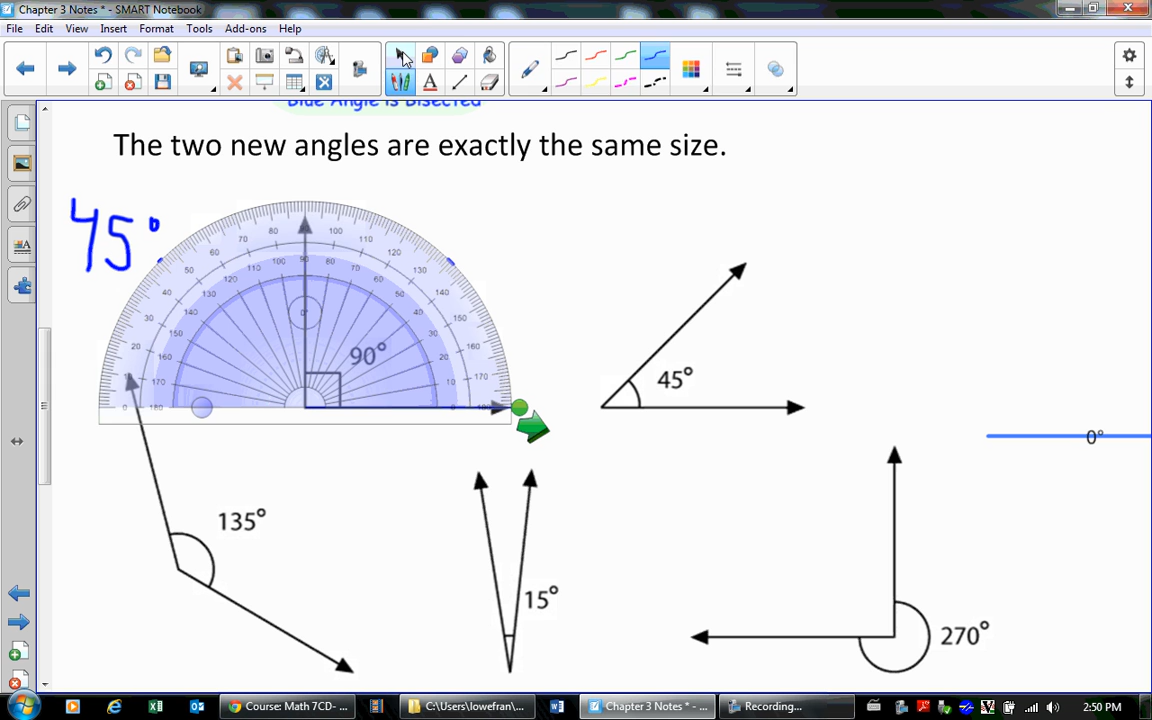 Chapter 3 Notes * - SMART Notebook
File Edit View Insert Format Tools Add-ons Help
Blue Angle is Bisected
The two new angles are exactly the same size.
45°
90°
45°
0°
0°
135°
15°
270°
Course: Math 7CD- ...
C:\Users\lowefran\...
Chapter 3 Notes * - ...
Recording...
2:50 PM